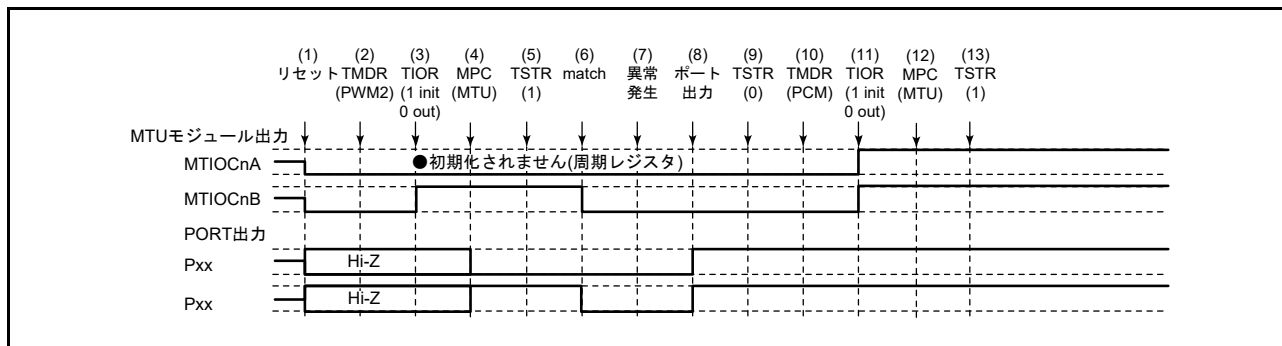 (1) (2) (3) (4) (5) (6) (7) (8) (9) (10) (11) (12) (13)
リセット TMDR TIOR MPC TSTR match 異常 ポート TSTR TMDR TIOR MPC TSTR
(PWM2) (1 init (MTU) (1) 発生 出力 (0) (PCM) (1 init (MTU) (1)
0 out) 0 out)
MTUモジュール出力
MTIOCnA ●初期化されません(周期レジスタ)
MTIOCnB
PORT出力
Pxx Hi-Z
Pxx Hi-Z